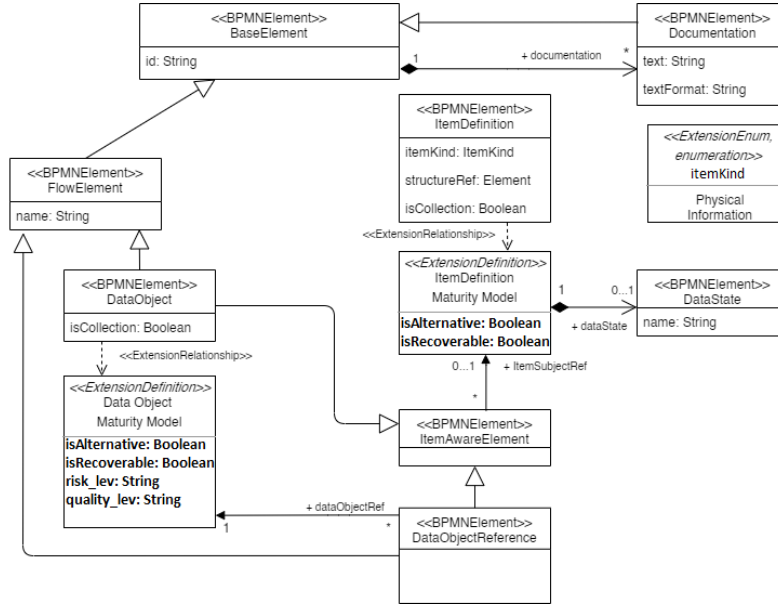 <<BPMNElement>>
BaseElement
id: String
<<BPMNElement>>
Documentation
text: String
textFormat: String
1
+ documentation
*
<<BPMNElement>>
ItemDefinition
itemKind: ItemKind
structureRef: Element
isCollection: Boolean
<<ExtensionEnum,
enumeration>>
itemKind
Physical
Information
<<BPMNElement>>
FlowElement
name: String
<<ExtensionRelationship>>
<<BPMNElement>>
DataObject
isCollection: Boolean
<<ExtensionDefinition>>
ItemDefinition
Maturity Model
isAlternative: Boolean
isRecoverable: Boolean
1
0...1
+ dataState
<<BPMNElement>>
DataState
name: String
<<ExtensionRelationship>>
0...1
+ ItemSubjectRef
*
<<ExtensionDefinition>>
Data Object
Maturity Model
isAlternative: Boolean
isRecoverable: Boolean
risk_lev: String
quality_lev: String
<<BPMNElement>>
ItemAwareElement
+ dataObjectRef
1
*
<<BPMNElement>>
DataObjectReference